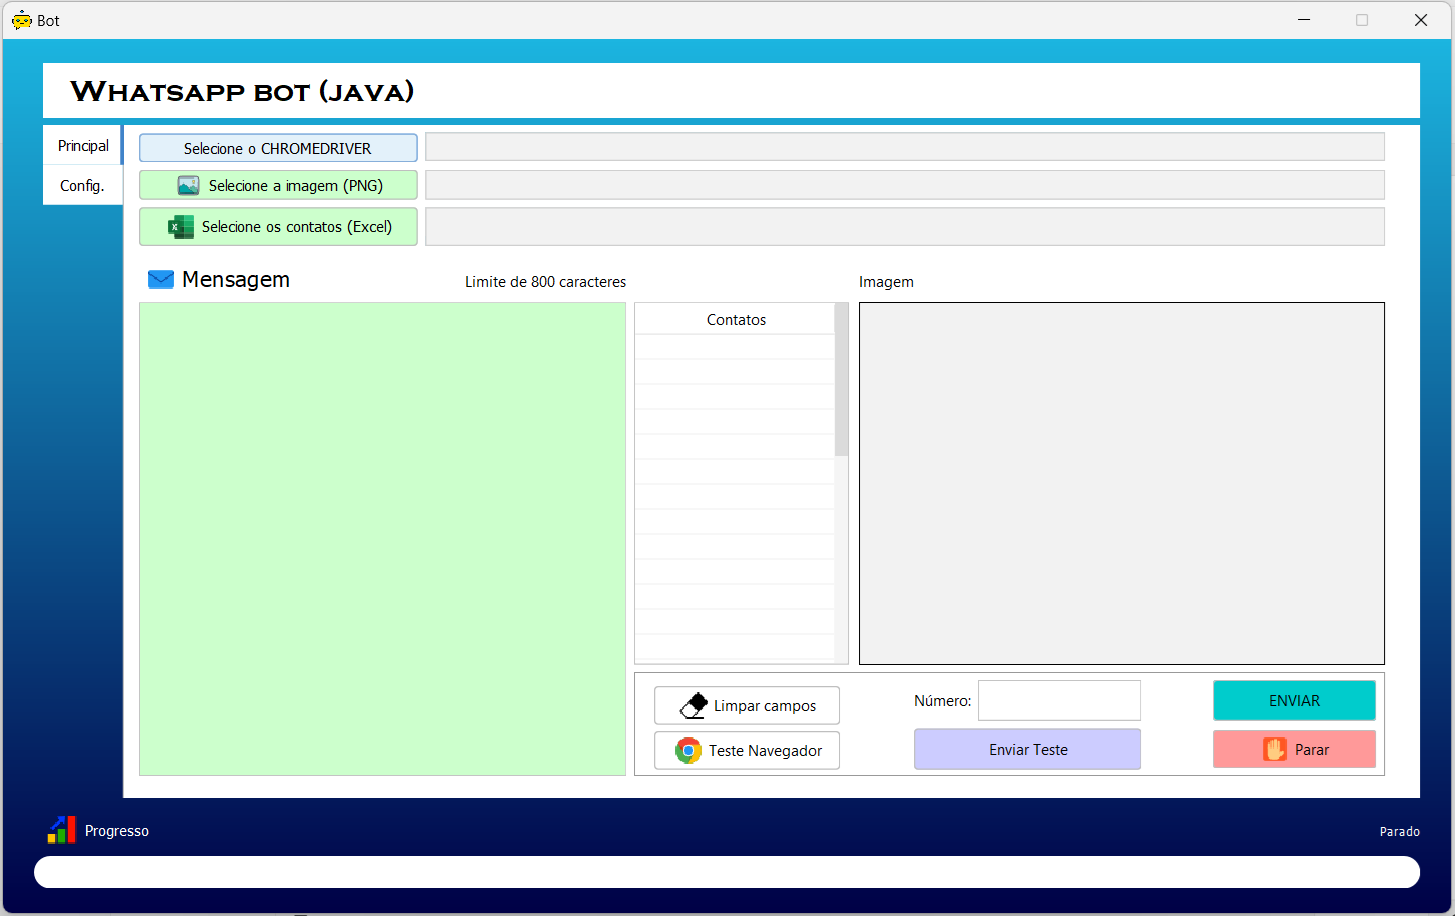 Bot
WHATSAPP BOT (JAVA)
Principal
Config.
Selecione o CHROMEDRIVER
Selecione a imagem (PNG)
Selecione os contatos (Excel)
Mensagem
Limite de 800 caracteres
Imagem
Contatos
Limpar campos
Teste Navegador
Número:
Enviar Teste
ENVIAR
Parar
Progresso
Parado